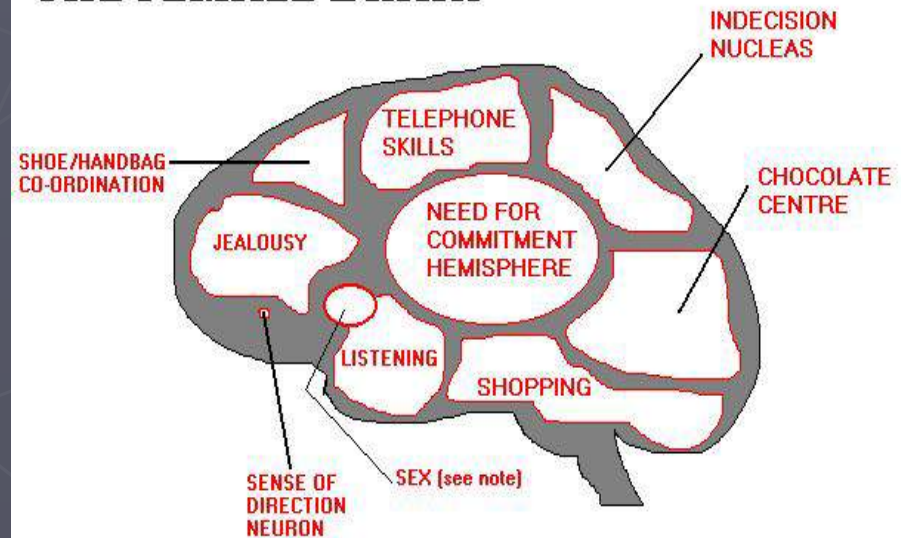 INDECISION
NUCLEAS
TELEPHONE
SKILLS
SHOE/HANDBAG
CO-ORDINATION
CHOCOLATE
CENTRE
NEED FOR
COMMITMENT
HEMISPHERE
JEALOUSY
LISTENING
SHOPPING
SEX (see note)
SENSE OF
DIRECTION
NEURON